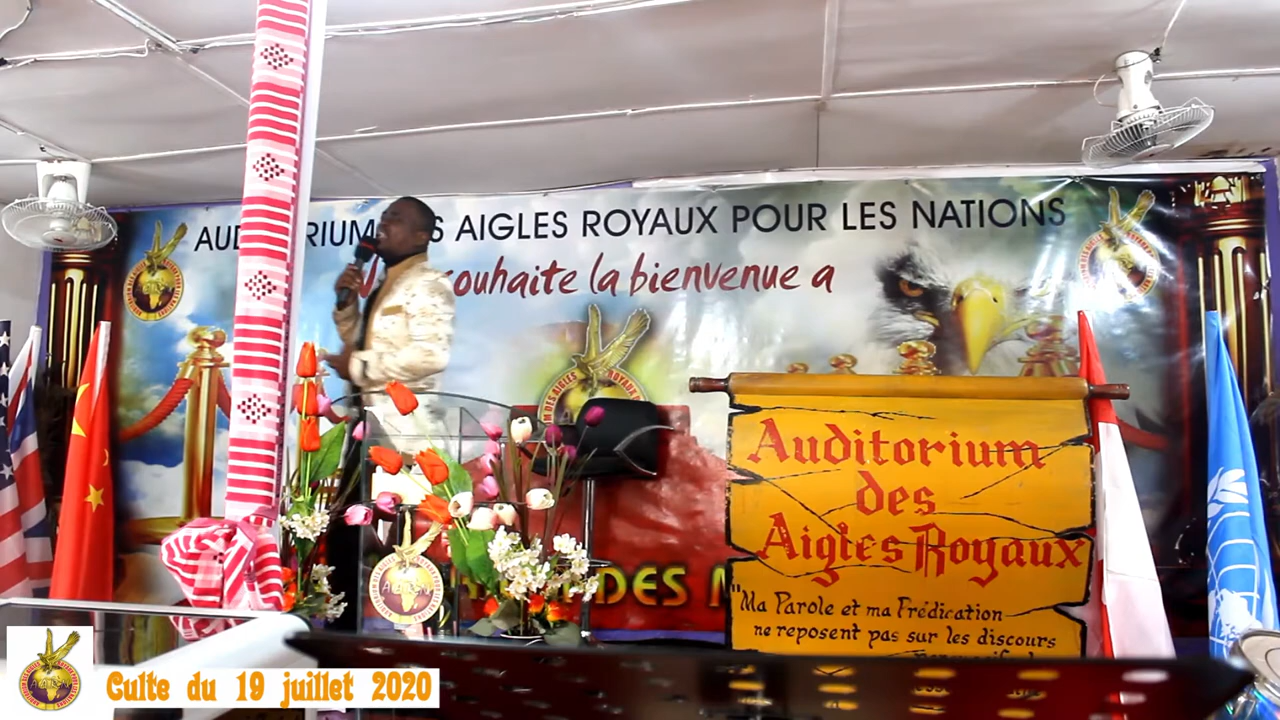 AUDITORIUM DES AIGLES ROYAUX POUR LES NATIONS
souhaite la bienvenue a
Auditorium
des
Aigles Royaux
"Ma Parole et ma Prédication
ne reposent pas sur les discours
DES
Culte du 19 juillet 2020